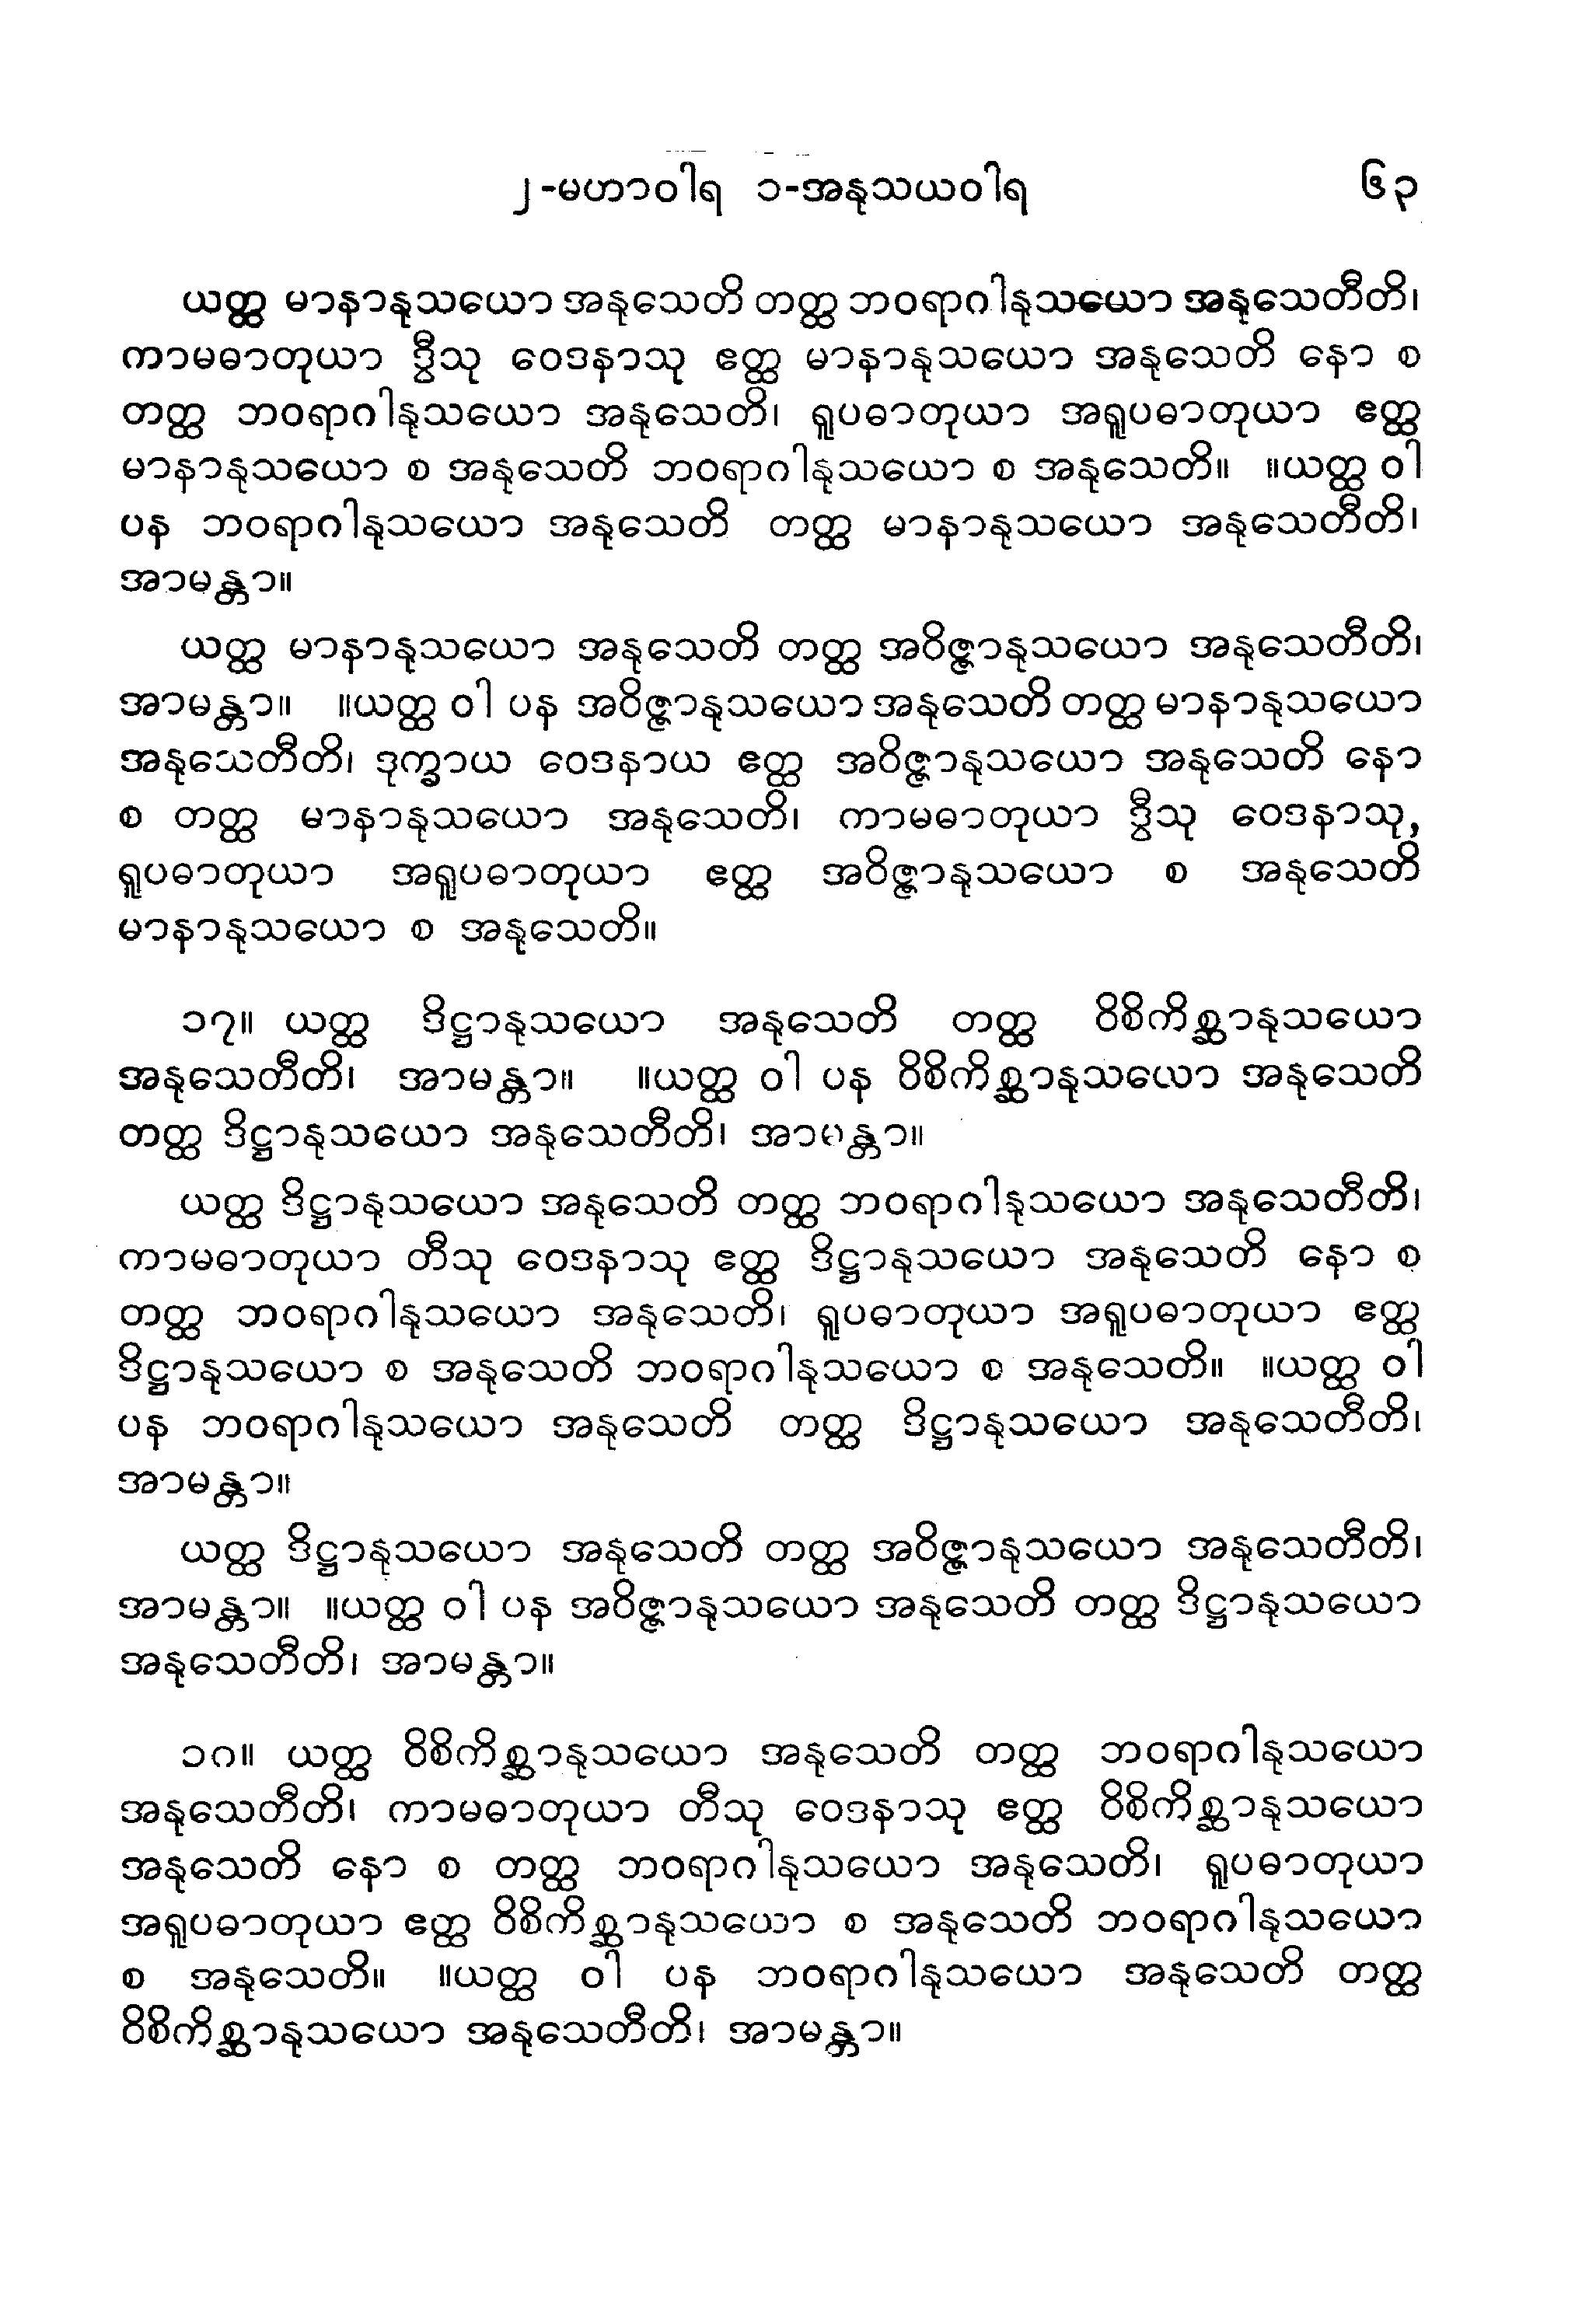 ၂-မဟာဝါရ ၁-အနုသယဝါရ ၆၃
ယတ္ထ မာနာနုသယော အနုသေတိ တတ္ထ ဘဝရာဂါနုသယော အနုသေတီတိ၊
ကာမဓာတုယာ ဒွီသု ဝေဒနာသု ဧတ္ထ မာနာနုသယော အနုသေတိ နော စ
တတ္ထ ဘဝရာဂါနုသယော အနုသေတိ၊ ရူပဓာတုယာ အရူပဓာတုယာ ဧတ္ထ
မာနာနုသယော စ အနုသေတိ ဘဝရာဂါနုသယော စ အနုသေတိ။ ။ယတ္ထ ဝါ
ပန ဘဝရာဂါနုသယော အနုသေတိ တတ္ထ မာနာနုသယော အနုသေတီတိ၊
အာမန္တာ။
ယတ္ထ မာနာနုသယော အနုသေတိ တတ္ထ အဝိဇ္ဇာနုသယော အနုသေတီတိ၊
အာမန္တာ။ ။ယတ္ထ ဝါ ပန အဝိဇ္ဇာနုသယော အနုသေတိ တတ္ထ မာနာနုသယော
အနုသေတီတိ၊ ဒုက္ခာယ ဝေဒနာယ ဧတ္ထ အဝိဇ္ဇာနုသယော အနုသေတိ နော
စ တတ္ထ မာနာနုသယော အနုသေတိ၊ ကာမဓာတုယာ ဒွီသု ဝေဒနာသု,
ရူပဓာတုယာ အရူပဓာတုယာ ဧတ္ထ အဝိဇ္ဇာနုသယော စ အနုသေတိ
မာနာနုသယော စ အနုသေတိ။
၁၇။ ယတ္ထ ဒိဋ္ဌာနုသယော အနုသေတိ တတ္ထ ဝိစိကိစ္ဆာနုသယော
အနုသေတီတိ၊ အာမန္တာ။ ။ယတ္ထ ဝါ ပန ဝိစိကိစ္ဆာနုသယော အနုသေတိ
တတ္ထ ဒိဋ္ဌာနုသယော အနုသေတီတိ၊ အာမန္တာ။
ယတ္ထ ဒိဋ္ဌာနုသယော အနုသေတိ တတ္ထ ဘဝရာဂါနုသယော အနုသေတီတိ၊
ကာမဓာတုယာ တီသု ဝေဒနာသု ဧတ္ထ ဒိဋ္ဌာနုသယော အနုသေတိ နော စ
တတ္ထ ဘဝရာဂါနုသယော အနုသေတိ၊ ရူပဓာတုယာ အရူပဓာတုယာ ဧတ္ထ
ဒိဋ္ဌာနုသယော စ အနုသေတိ ဘဝရာဂါနုသယော စ အနုသေတိ။ ။ယတ္ထ ဝါ
ပန ဘဝရာဂါနုသယော အနုသေတိ တတ္ထ ဒိဋ္ဌာနုသယော အနုသေတီတိ၊
အာမန္တာ။
ယတ္ထ ဒိဋ္ဌာနုသယော အနုသေတိ တတ္ထ အဝိဇ္ဇာနုသယော အနုသေတီတိ၊
အာမန္တာ။ ။ယတ္ထ ဝါ ပန အဝိဇ္ဇာနုသယော အနုသေတိ တတ္ထ ဒိဋ္ဌာနုသယော
အနုသေတီတိ၊ အာမန္တာ။
၁၈။ ယတ္ထ ဝိစိကိစ္ဆာနုသယော အနုသေတိ တတ္ထ ဘဝရာဂါနုသယော
အနုသေတီတိ၊ ကာမဓာတုယာ တီသု ဝေဒနာသု ဧတ္ထ ဝိစိကိစ္ဆာနုသယော
အနုသေတိ နော စ တတ္ထ ဘဝရာဂါနုသယော အနုသေတိ၊ ရူပဓာတုယာ
အရူပဓာတုယာ ဧတ္ထ ဝိစိကိစ္ဆာနုသယော စ အနုသေတိ ဘဝရာဂါနုသယော
စ အနုသေတိ။ ။ယတ္ထ ဝါ ပန ဘဝရာဂါနုသယော အနုသေတိ တတ္ထ
ဝိစိကိစ္ဆာနုသယော အနုသေတီတိ၊ အာမန္တာ။